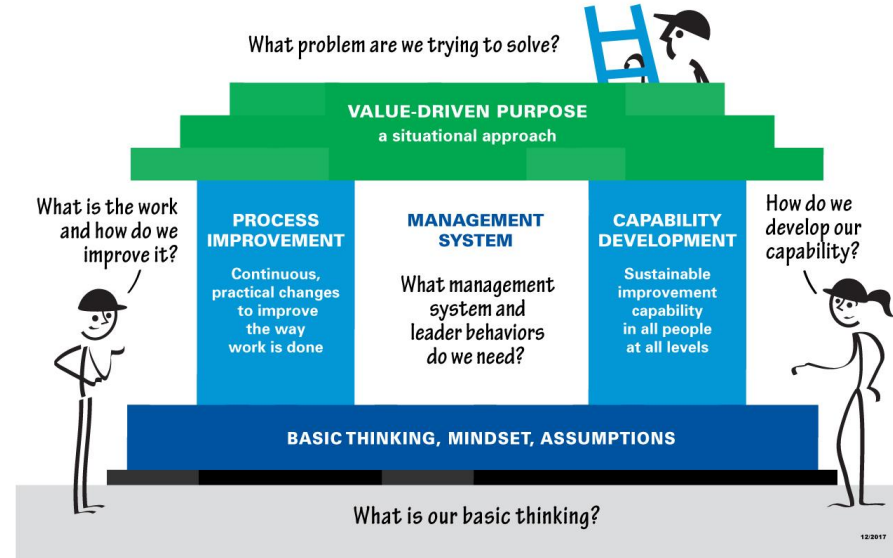 What problem are we trying to solve?
VALUE-DRIVEN PURPOSE
a situational approach
What is the work
and how do we
improve it?
PROCESS
IMPROVEMENT
Continuous,
practical changes
to improve
the way
work is done
MANAGEMENT
SYSTEM
What management
system and
leader behaviors
do we need?
CAPABILITY
DEVELOPMENT
Sustainable
improvement
capability
in all people
at all levels
How do we
develop our
capability?
BASIC THINKING, MINDSET, ASSUMPTIONS
What is our basic thinking?
12/2017